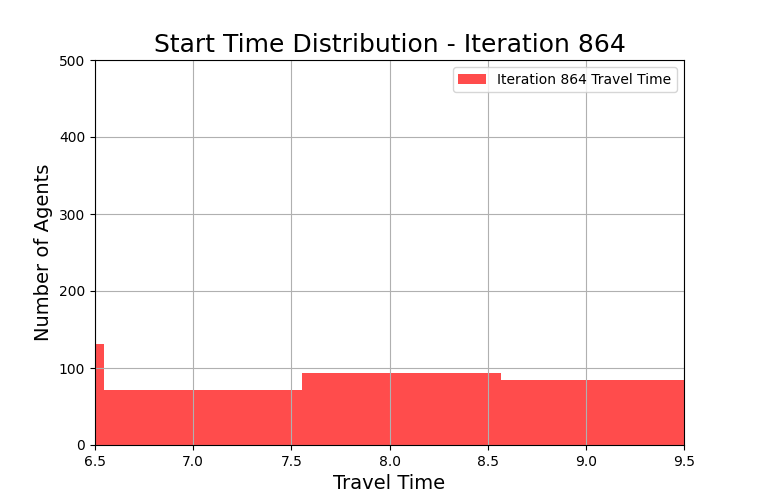 Start Time Distribution - Iteration 864
500
Iteration 864 Travel Time
400
300
200
100
0
Number of Agents
6.5 7.0 7.5 8.0 8.5 9.0 9.5
Travel Time